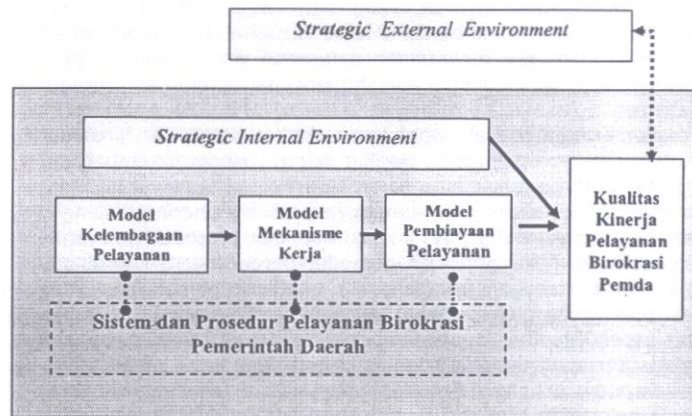 Strategic External Environment
Strategic Internal Environment
Model
Kelembagaan
Pelayanan
Model
Mekanisme
Kerja
Model
Pembiayaan
Pelayanan
Kualitas
Kinerja
Pelayanan
Birokrasi
Pemda
Sistem dan Prosedur Pelayanan Birokrasi
Pemerintah Daerah